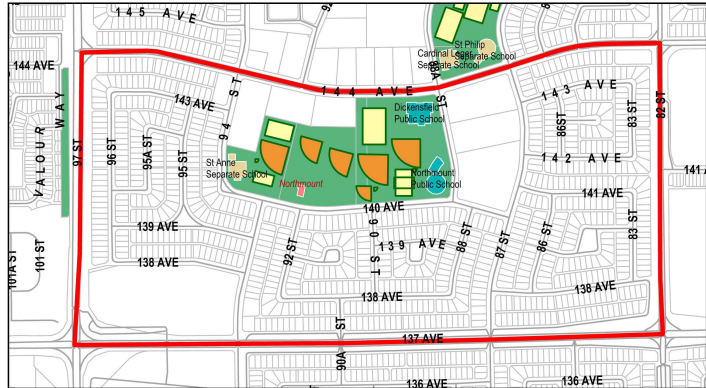 145 AVE
St Philip
Separate School
Cardinal Leger
Separate School
144 AVE
VALOUR WAY
97 ST
143 AVE
94 ST
144 AVE
ST
143 AVE
83 ST
82 ST
Dickensfield
Public School
96 ST
95A ST
95 ST
86 ST
142 AVE
St Anne
Separate School
Northmount
Northmount
Public School
141 AVE
140 AVE
90 ST
139 AVE
139 AVE
88 ST
87 ST
86 ST
83 ST
101A ST
101 ST
138 AVE
92 ST
138 AVE
138 AVE
137 AVE
90A ST
136 AVE
136 AVE
136 AVE